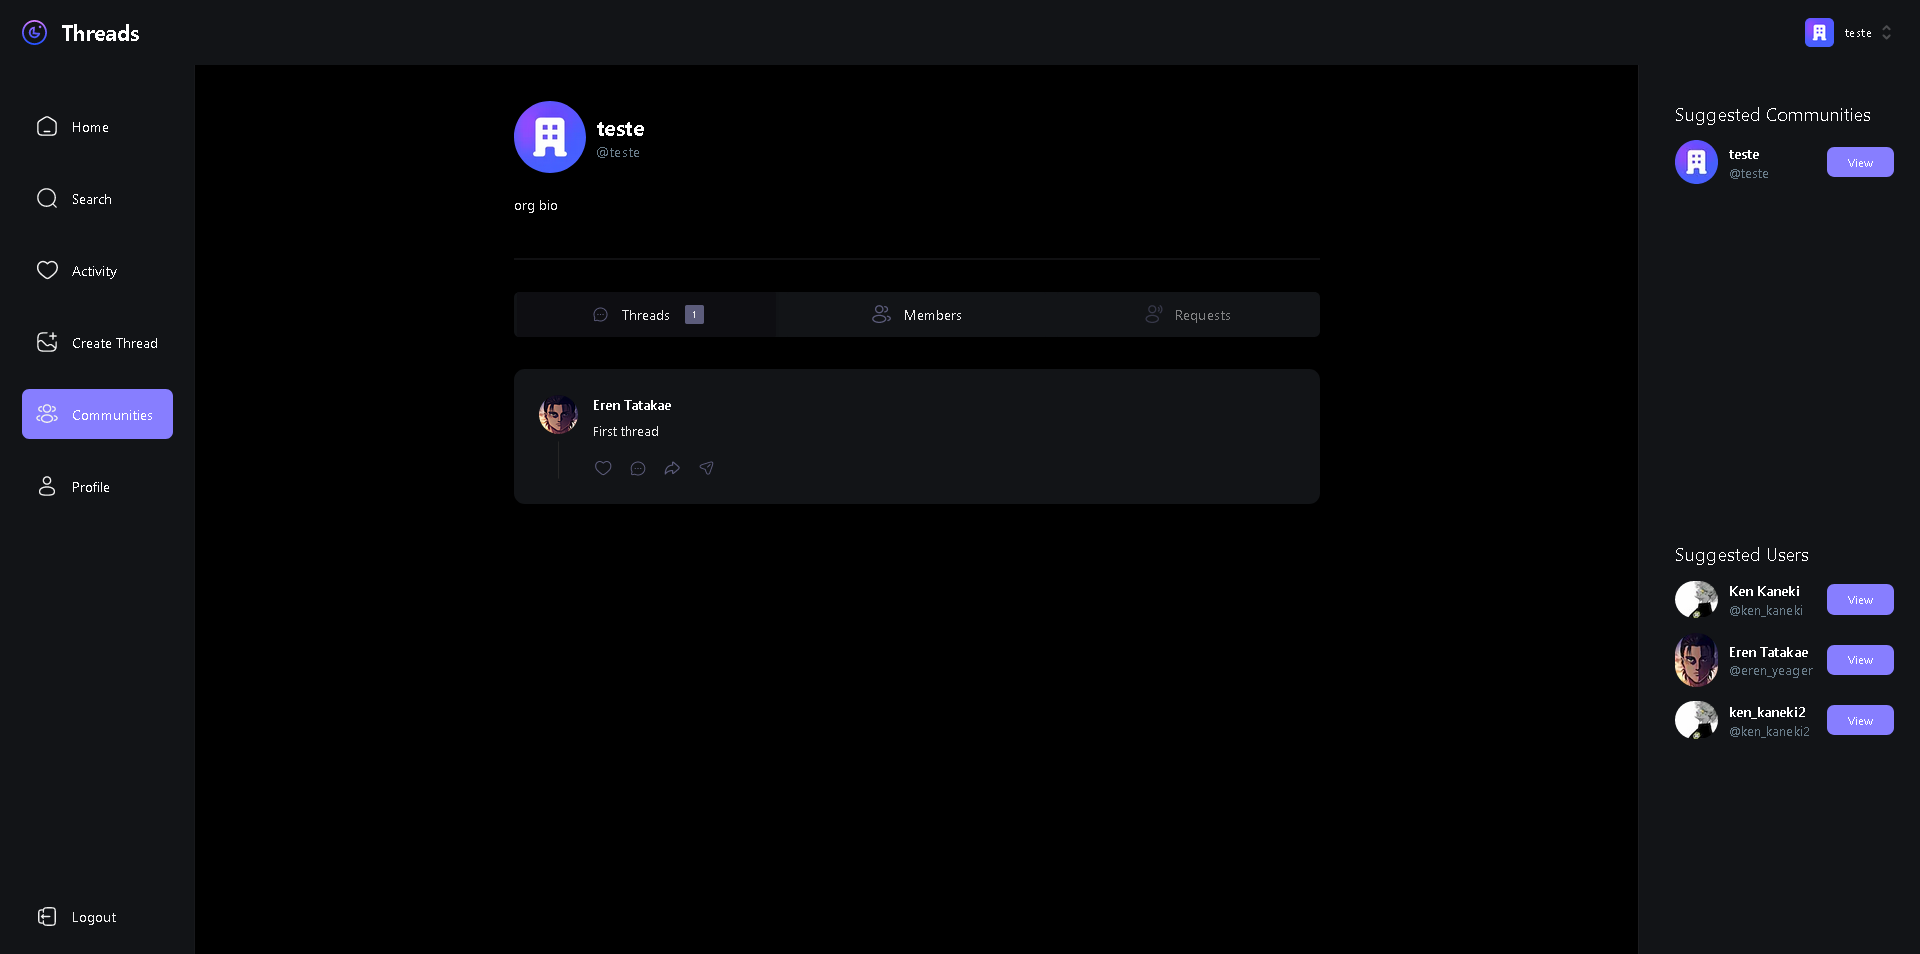 Threads
teste
Home
Search
Activity
Create Thread
Communities
Profile
Logout
teste
@teste
org bio
Threads 1
Members
Requests
Eren Tatakae
First thread
Suggested Communities
teste
@teste
View
Suggested Users
Ken Kaneki
@ken_kaneki
View
Eren Tatakae
@eren_yeager
View
ken_kaneki2
@ken_kaneki2
View